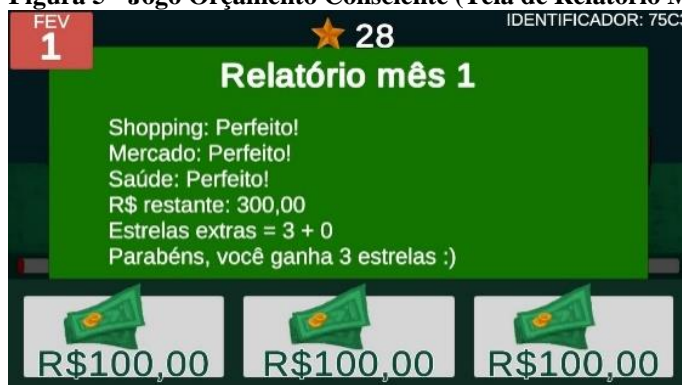 Figura 5 - Jogo Orçamento Consciente (Tela de Relatório M
FEV
1
28
IDENTIFICADOR: 75C3
Relatório mês 1
Shopping: Perfeito!
Mercado: Perfeito!
Saúde: Perfeito!
R$ restante: 300,00
Estrelas extras = 3 + 0
Parabéns, você ganha 3 estrelas :)
R$100,00 R$100,00 R$100,00